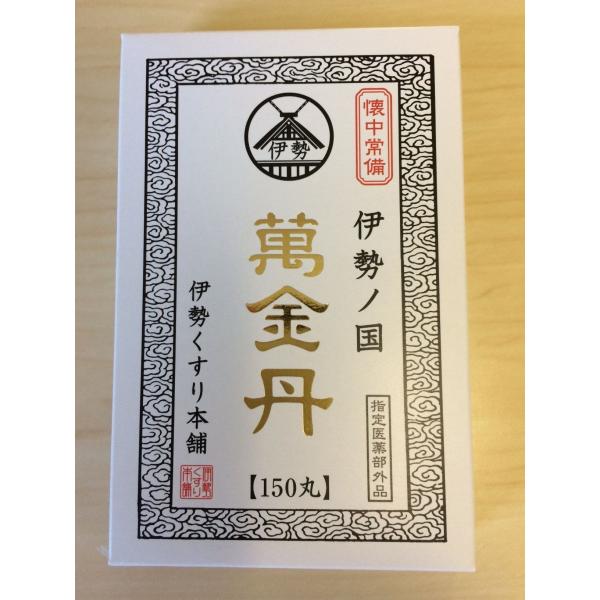 懐中常備
伊勢
伊勢ノ国
萬金丹
伊勢くすり本舗
指定医薬部外品
【150丸】
伊勢
くすり
本舗